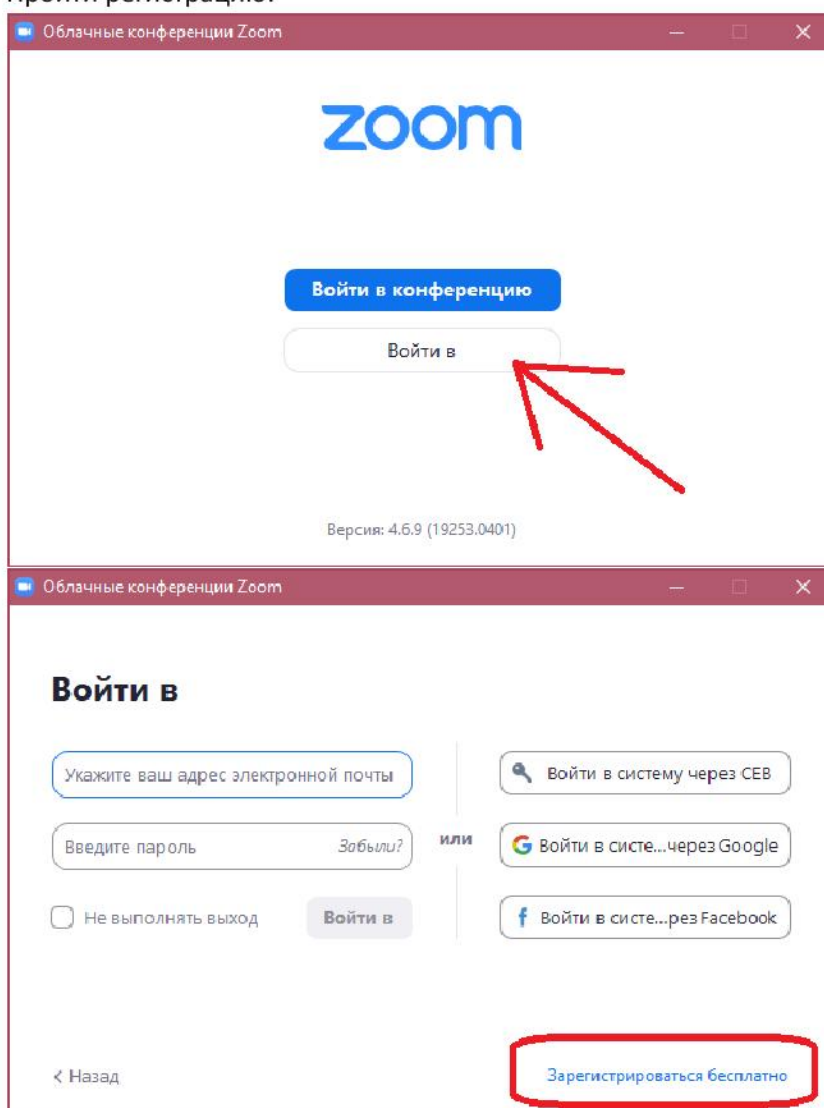 Пройти регистрацию.
Облачные конференции Zoom
zoom
Войти в конференцию
Войти в
Версия: 4.6.9 (19253.0401)
Облачные конференции Zoom
Войти в
Укажите ваш адрес электронной почты
Введите пароль Забыли?
Не выполнять выход Войти в
или
Войти в систему через СЕВ
Войти в систе...через Google
Войти в систе...рез Facebook
Назад
Зарегистрироваться бесплатно